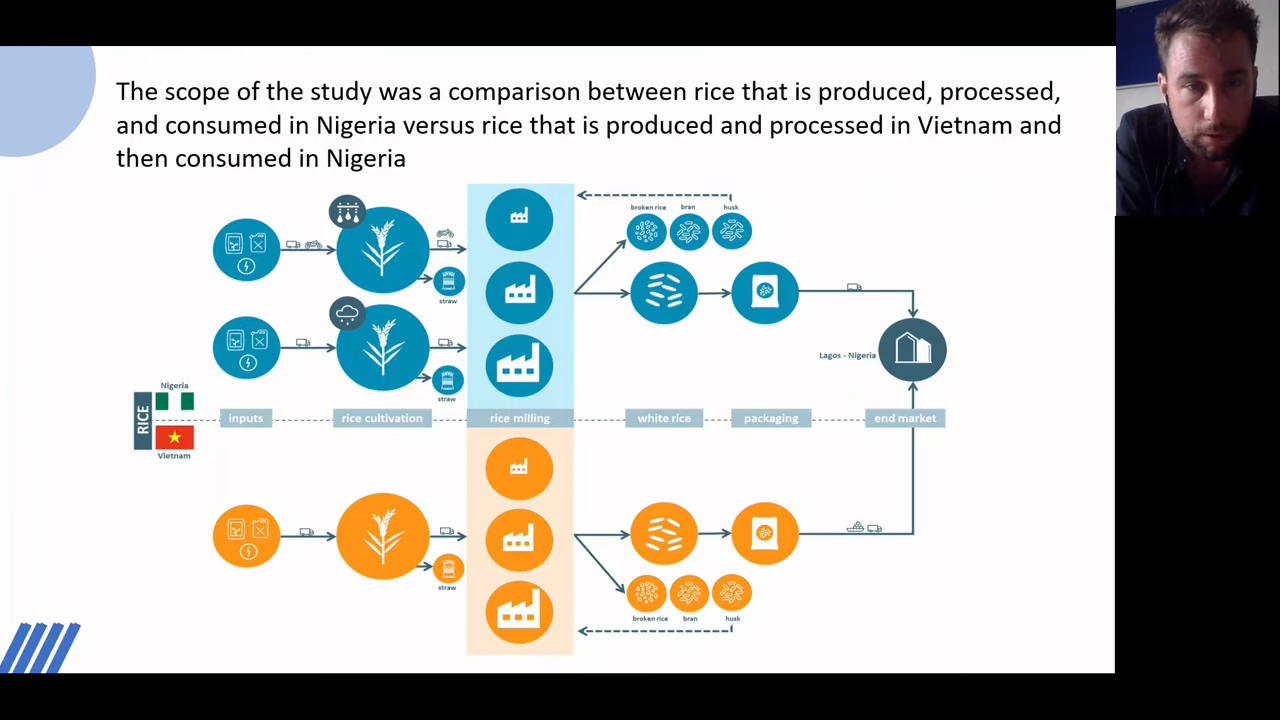 The scope of the study was a comparison between rice that is produced, processed,
and consumed in Nigeria versus rice that is produced and processed in Vietnam and
then consumed in Nigeria
broken rice bran husk
straw
Lagos - Nigeria
straw
Nigeria
RICE
inputs rice cultivation rice milling white rice packaging end market
Vietnam
straw
broken rice bran husk